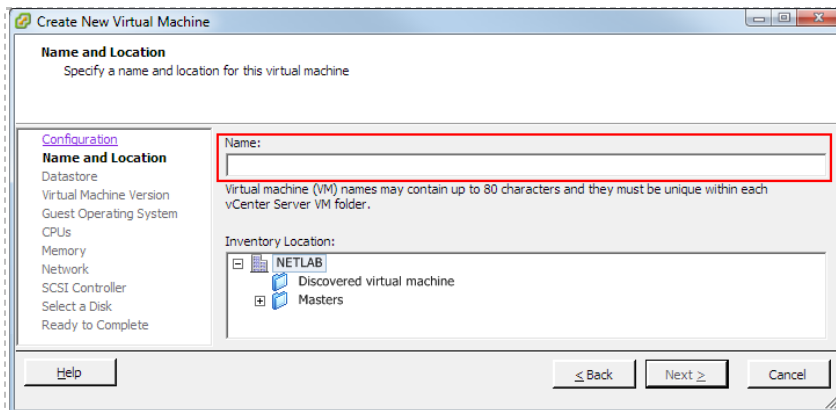 Create New Virtual Machine
Name and Location
Specify a name and location for this virtual machine
Configuration
Name and Location
Datastore
Virtual Machine Version
Guest Operating System
CPUs
Memory
Network
SCSI Controller
Select a Disk
Ready to Complete
Name:
Virtual machine (VM) names may contain up to 80 characters and they must be unique within each
vCenter Server VM folder.
Inventory Location:
NETLAB
Discovered virtual machine
Masters
Help
< Back
Next >
Cancel